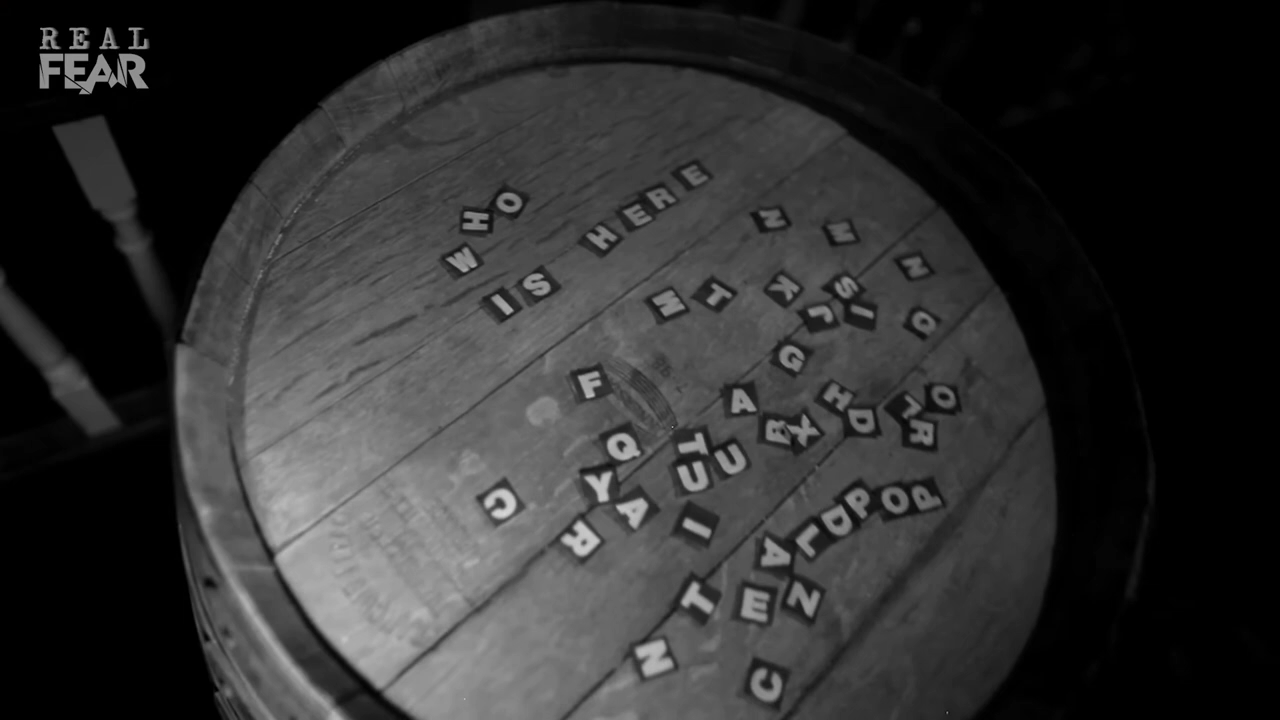 REAL
FEAR
WHO
IS HERE
N Z N
M T K S
J I Q
G
F A H O
B X D L R
Q T U
U
C Y A I
R
A L D P O P
T E N
N C